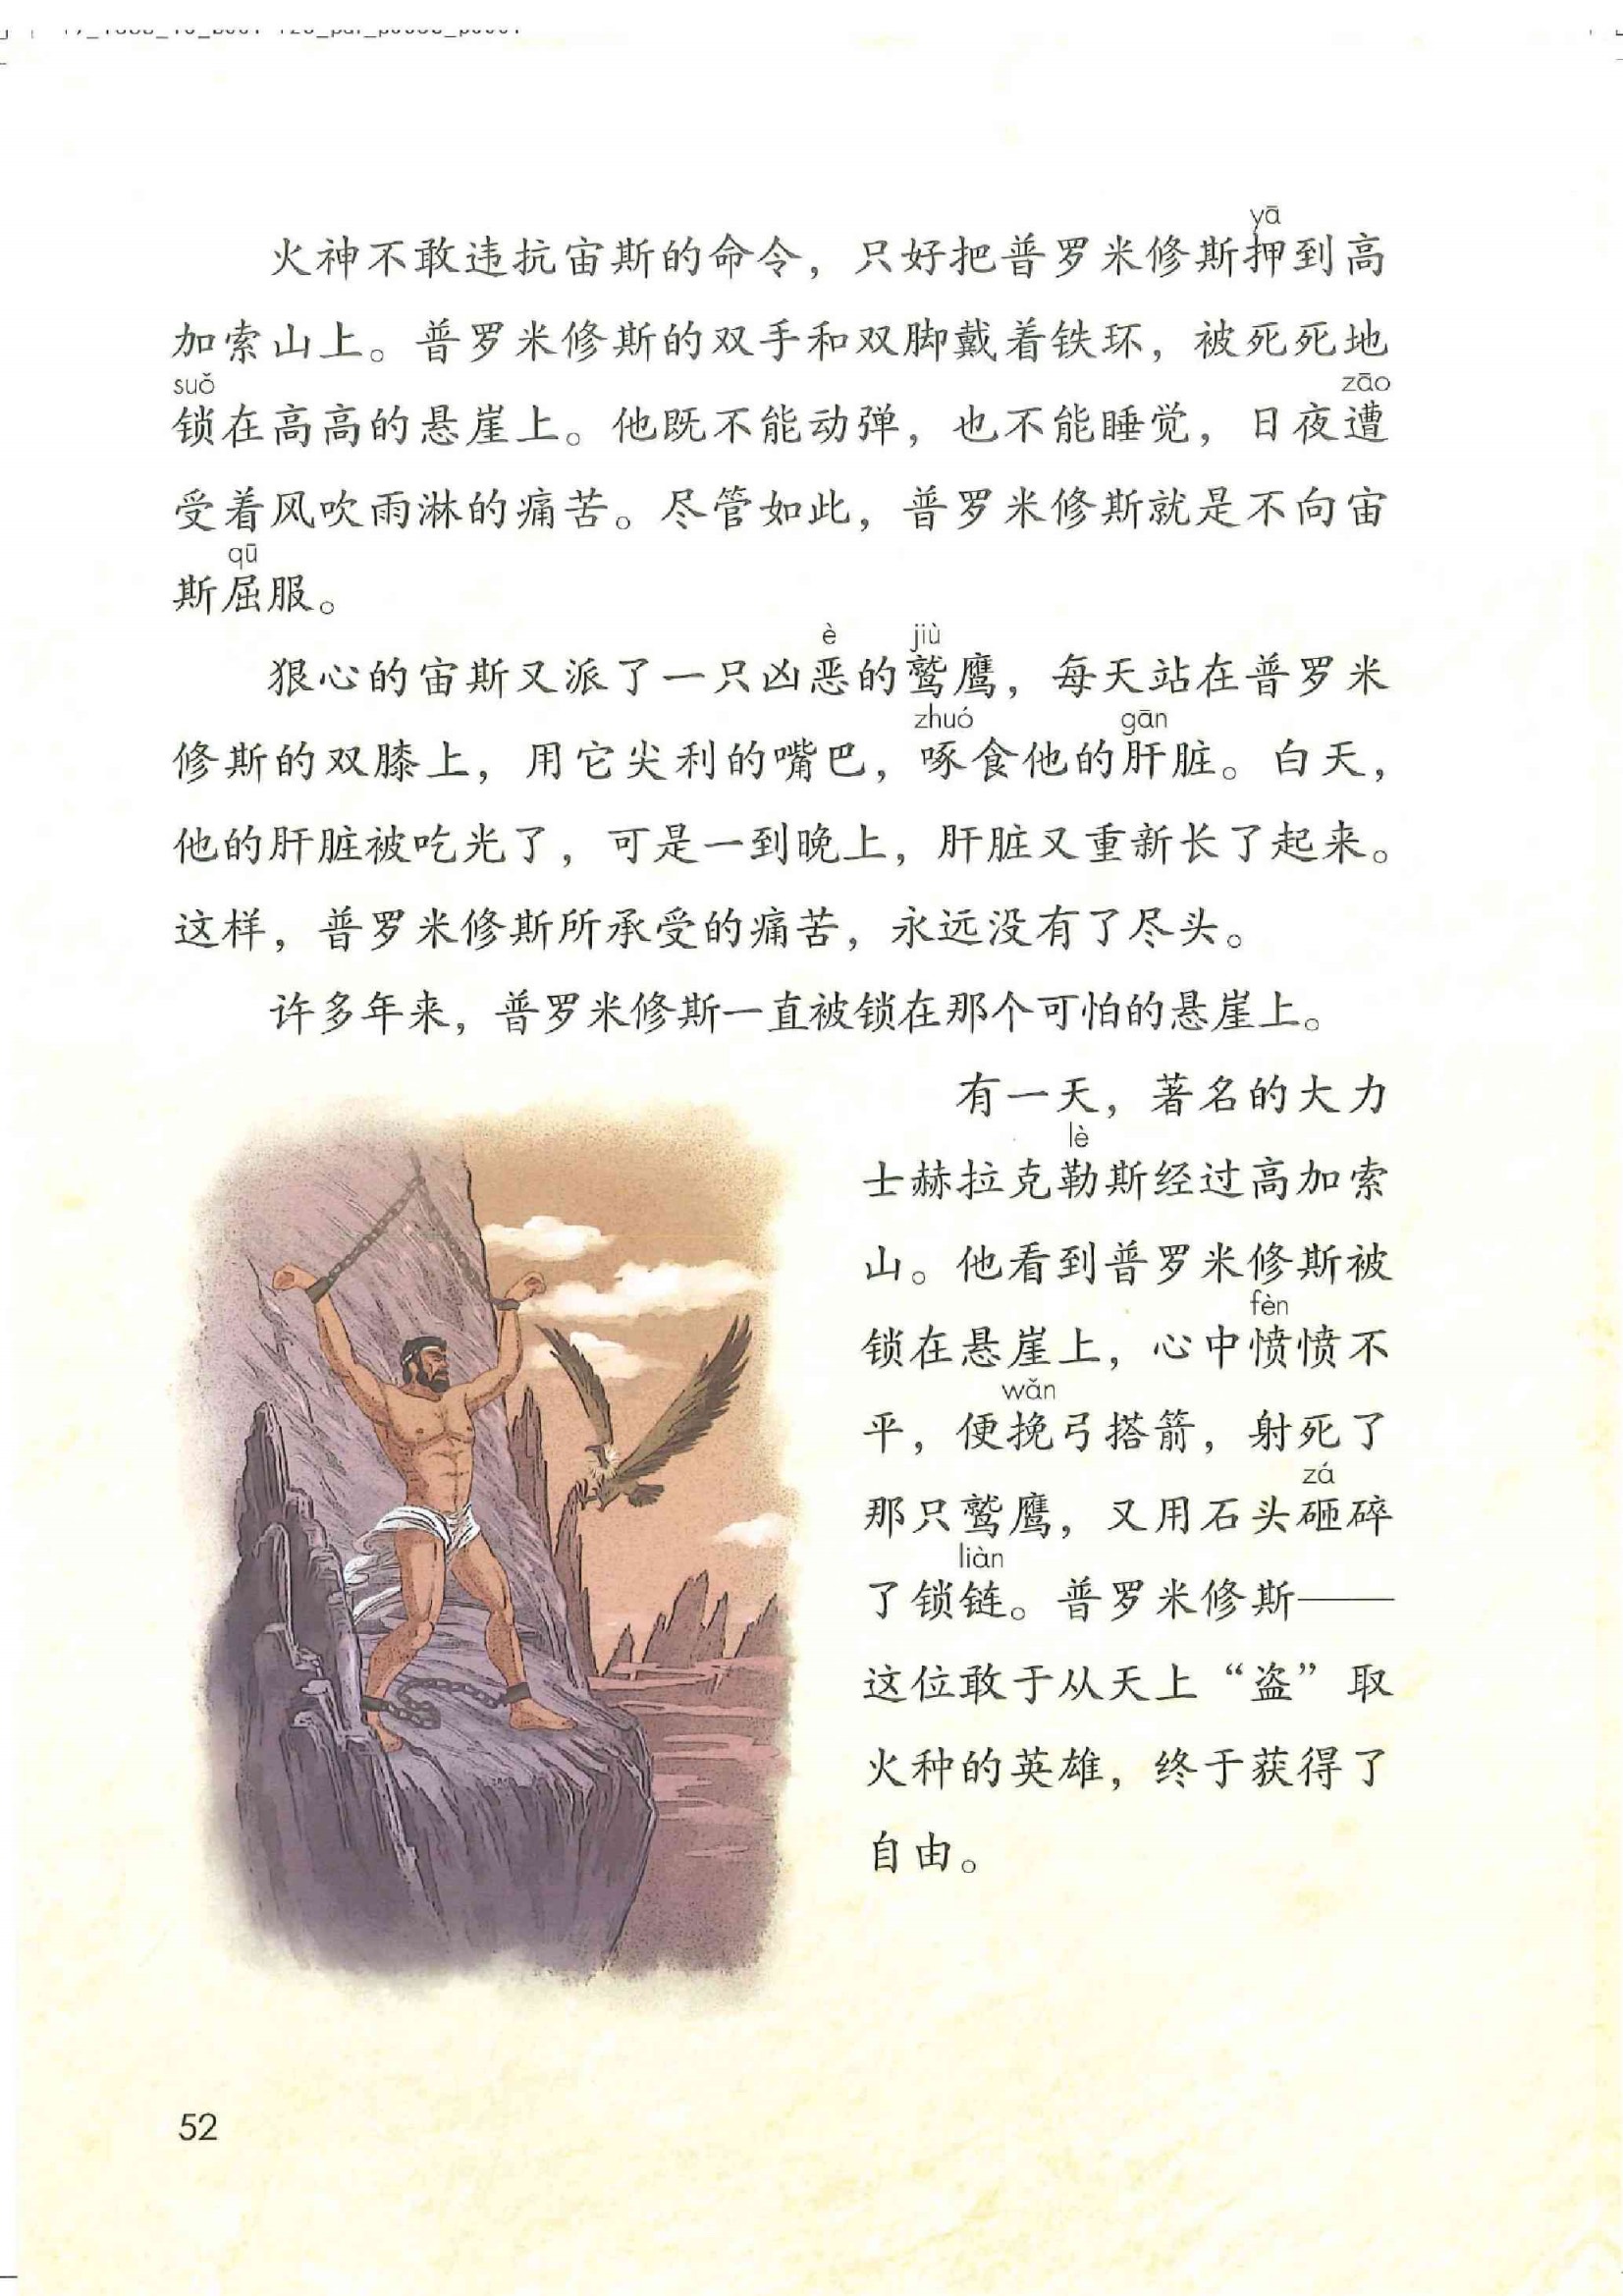 yā
火神不敢违抗宙斯的命令，只好把普罗米修斯押到高
加索山上。普罗米修斯的双手和双脚戴着铁环，被死死地
suǒ zāo
锁在高高的悬崖上。他既不能动弹，也不能睡觉，日夜遭
受着风吹雨淋的痛苦。尽管如此，普罗米修斯就是不向宙
qū
斯屈服。
è jiù
狠心的宙斯又派了一只凶恶的鹫鹰，每天站在普罗米
zhuó gān
修斯的双膝上，用它尖利的嘴巴，啄食他的肝脏。白天，
他的肝脏被吃光了，可是一到晚上，肝脏又重新长了起来。
这样，普罗米修斯所承受的痛苦，永远没有了尽头。
许多年来，普罗米修斯一直被锁在那个可怕的悬崖上。
有一天，著名的大力
lè
士赫拉克勒斯经过高加索
山。他看到普罗米修斯被
fèn
锁在悬崖上，心中愤愤不
wǎn
平，便挽弓搭箭，射死了
zá
那只鹫鹰，又用石头砸碎
liàn
了锁链。普罗米修斯——
这位敢于从天上“盗”取
火种的英雄，终于获得了
自由。
52